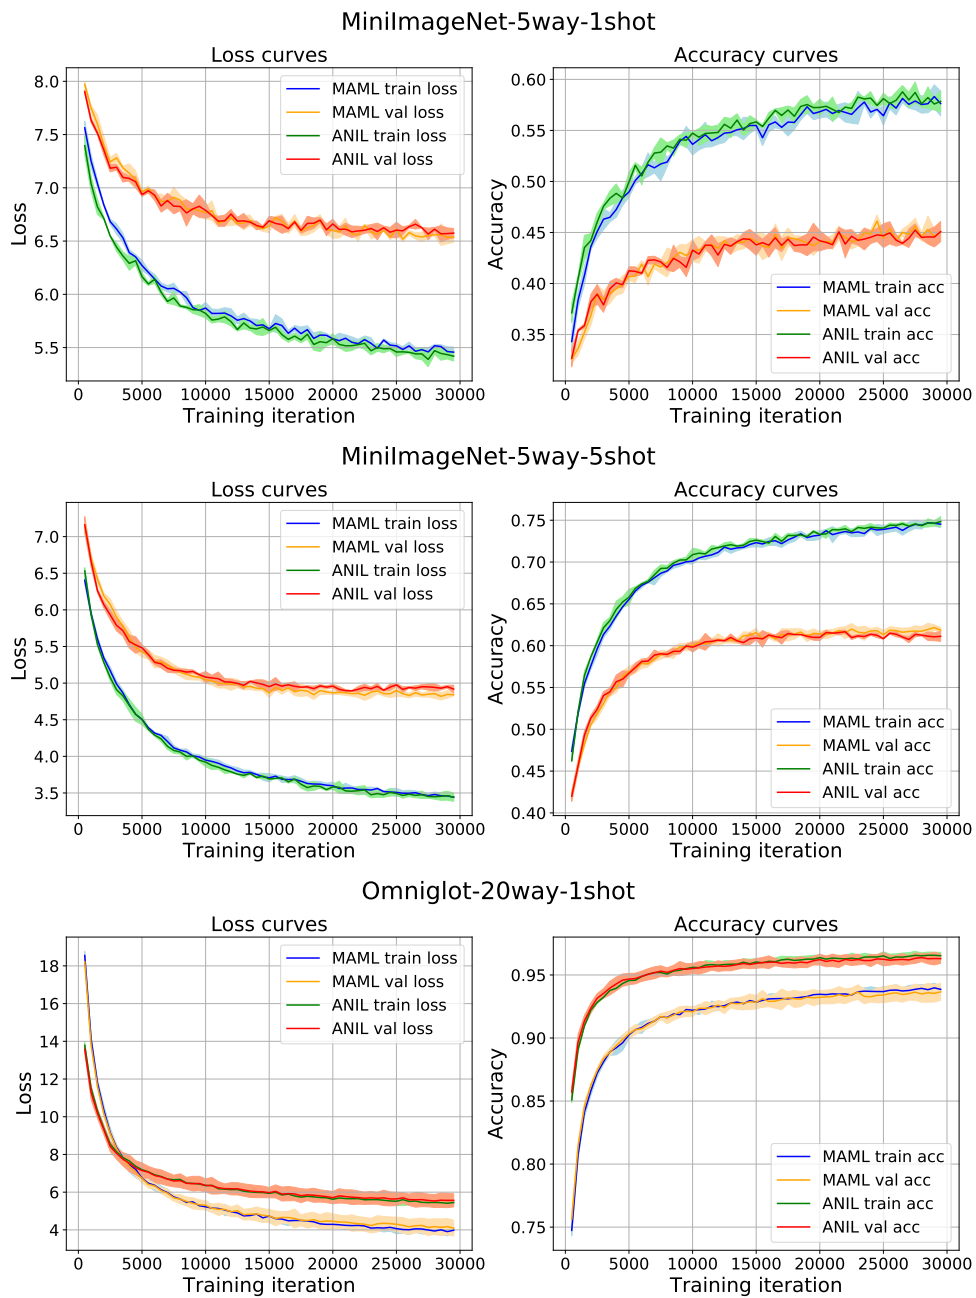 MiniImageNet-5way-1shot
Loss curves
Loss
8.0
7.5
7.0
6.5
6.0
5.5
MAML train loss
MAML val loss
ANIL train loss
ANIL val loss
0 5000 10000 15000 20000 25000 30000
Training iteration
Accuracy curves
Accuracy
0.60
0.55
0.50
0.45
0.40
0.35
MAML train acc
MAML val acc
ANIL train acc
ANIL val acc
0 5000 10000 15000 20000 25000 30000
Training iteration
MiniImageNet-5way-5shot
Loss curves
Loss
7.0
6.5
6.0
5.5
5.0
4.5
4.0
3.5
MAML train loss
MAML val loss
ANIL train loss
ANIL val loss
0 5000 10000 15000 20000 25000 30000
Training iteration
Accuracy curves
Accuracy
0.75
0.70
0.65
0.60
0.55
0.50
0.45
0.40
MAML train acc
MAML val acc
ANIL train acc
ANIL val acc
0 5000 10000 15000 20000 25000 30000
Training iteration
Omniglot-20way-1shot
Loss curves
Loss
18
16
14
12
10
8
6
4
MAML train loss
MAML val loss
ANIL train loss
ANIL val loss
0 5000 10000 15000 20000 25000 30000
Training iteration
Accuracy curves
Accuracy
0.95
0.90
0.85
0.80
0.75
MAML train acc
MAML val acc
ANIL train acc
ANIL val acc
0 5000 10000 15000 20000 25000 30000
Training iteration